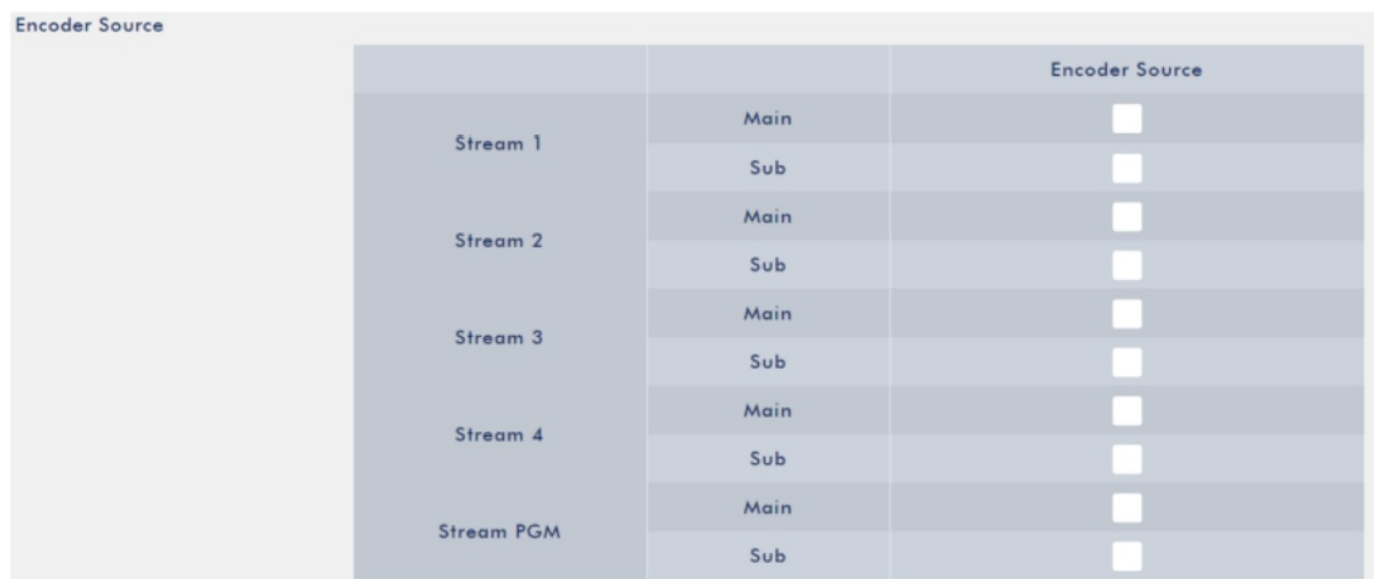 Encoder Source
Encoder Source
Stream 1
Main
Sub
Stream 2
Main
Sub
Stream 3
Main
Sub
Stream 4
Main
Sub
Stream PGM
Main
Sub